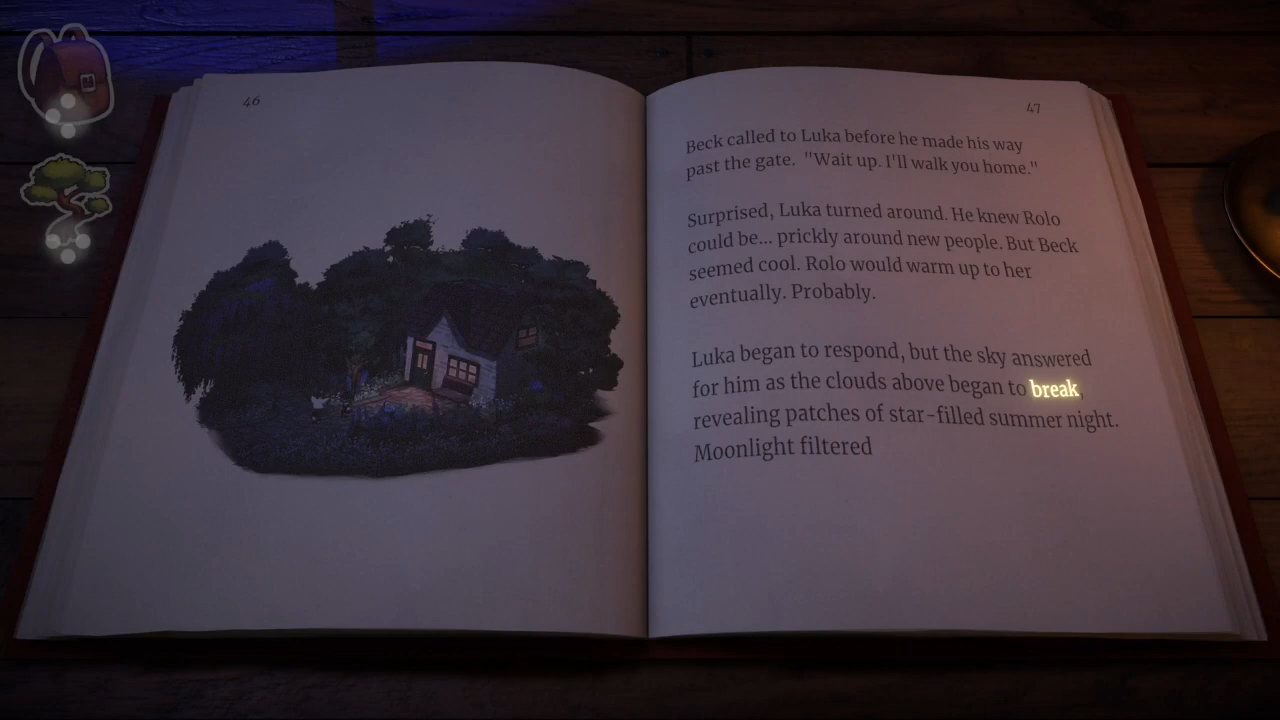 46
47
Beck called to Luka before he made his way
past the gate.  "Wait up. I'll walk you home."
Surprised, Luka turned around. He knew Rolo
could be... prickly around new people. But Beck
seemed cool. Rolo would warm up to her
eventually. Probably.
Luka began to respond, but the sky answered
for him as the clouds above began to break,
revealing patches of star-filled summer night.
Moonlight filtered